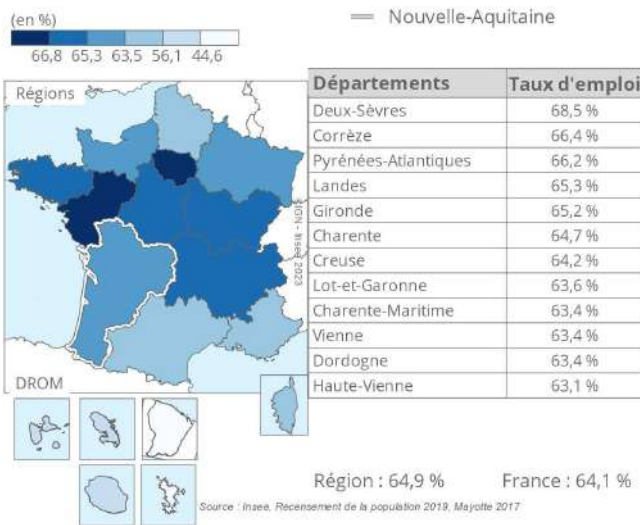 (en %)
66,8 65,3 63,5 56,1 44,6
Nouvelle-Aquitaine
Régions
©IGN - Insee 2023
DROM
Départements Taux d'emploi
Deux-Sèvres 68,5 %
Corrèze 66,4 %
Pyrénées-Atlantiques 66,2 %
Landes 65,3 %
Gironde 65,2 %
Charente 64,7 %
Creuse 64,2 %
Lot-et-Garonne 63,6 %
Charente-Maritime 63,4 %
Vienne 63,4 %
Dordogne 63,4 %
Haute-Vienne 63,1 %
Région : 64,9 % France : 64,1 %
Source : Insee, Recensement de la population 2019, Mayotte 2017